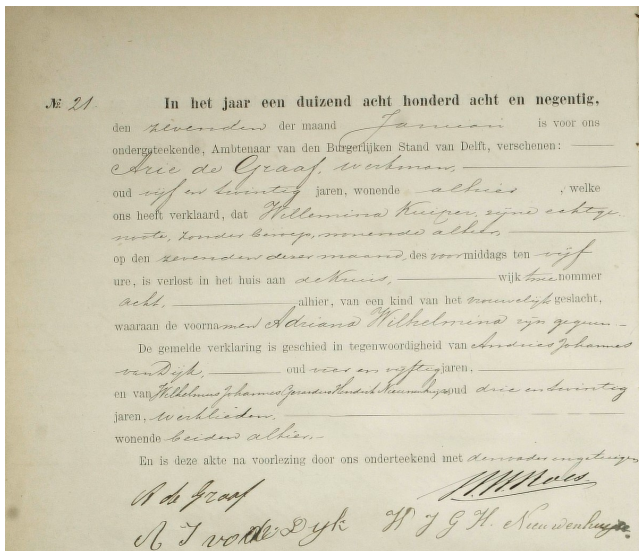 № 21 In het jaar een duizend acht honderd acht en negentig,
den zevenden der maand Januari is voor ons
ondergeteekende, Ambtenaar van den Burgerlijken Stand van Delft, verschenen:
Arie de Graaf, werkman,
oud vijf en twintig jaren, wonende alhier, welke
ons heeft verklaard, dat Willemina Kuiper, zijne echtge-
noote, zonder beroep, wonende alhier,
op den zevenden dezer maand, des voormiddags ten vijf
ure, is verlost in het huis aan de wijk twee nommer
acht, alhier, van een kind van het vrouwelijk geslacht,
waaraan de voornamen Adriana Wilhelmina zijn gegeven
De gemelde verklaring is geschied in tegenwoordigheid van Andries Johannes
van Dijk, oud vier en vijftig jaren,
en van Wilhelmus Johannes Gerardus Hendrik Nieuwenhuijse, oud drie en twintig
jaren, werklieden.
wonende beiden alhier.
En is deze akte na voorlezing door ons onderteekend met den vader en getuigen
A de Graaf
A J van Dijk W J G H Nieuwenhuijse